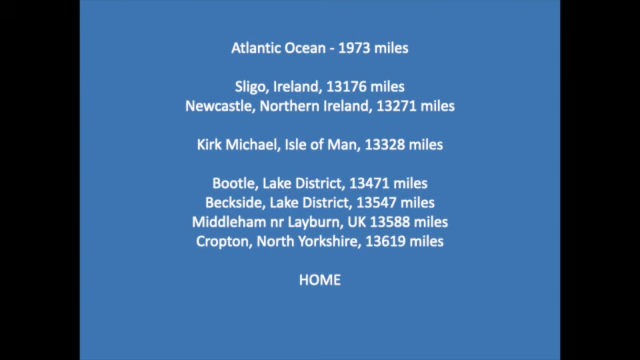 Atlantic Ocean - 1973 miles
Sligo, Ireland, 13176 miles
Newcastle, Northern Ireland, 13271 miles
Kirk Michael, Isle of Man, 13328 miles
Bootle, Lake District, 13471 miles
Beckside, Lake District, 13547 miles
Middleham nr Layburn, UK 13588 miles
Cropton, North Yorkshire, 13619 miles
HOME